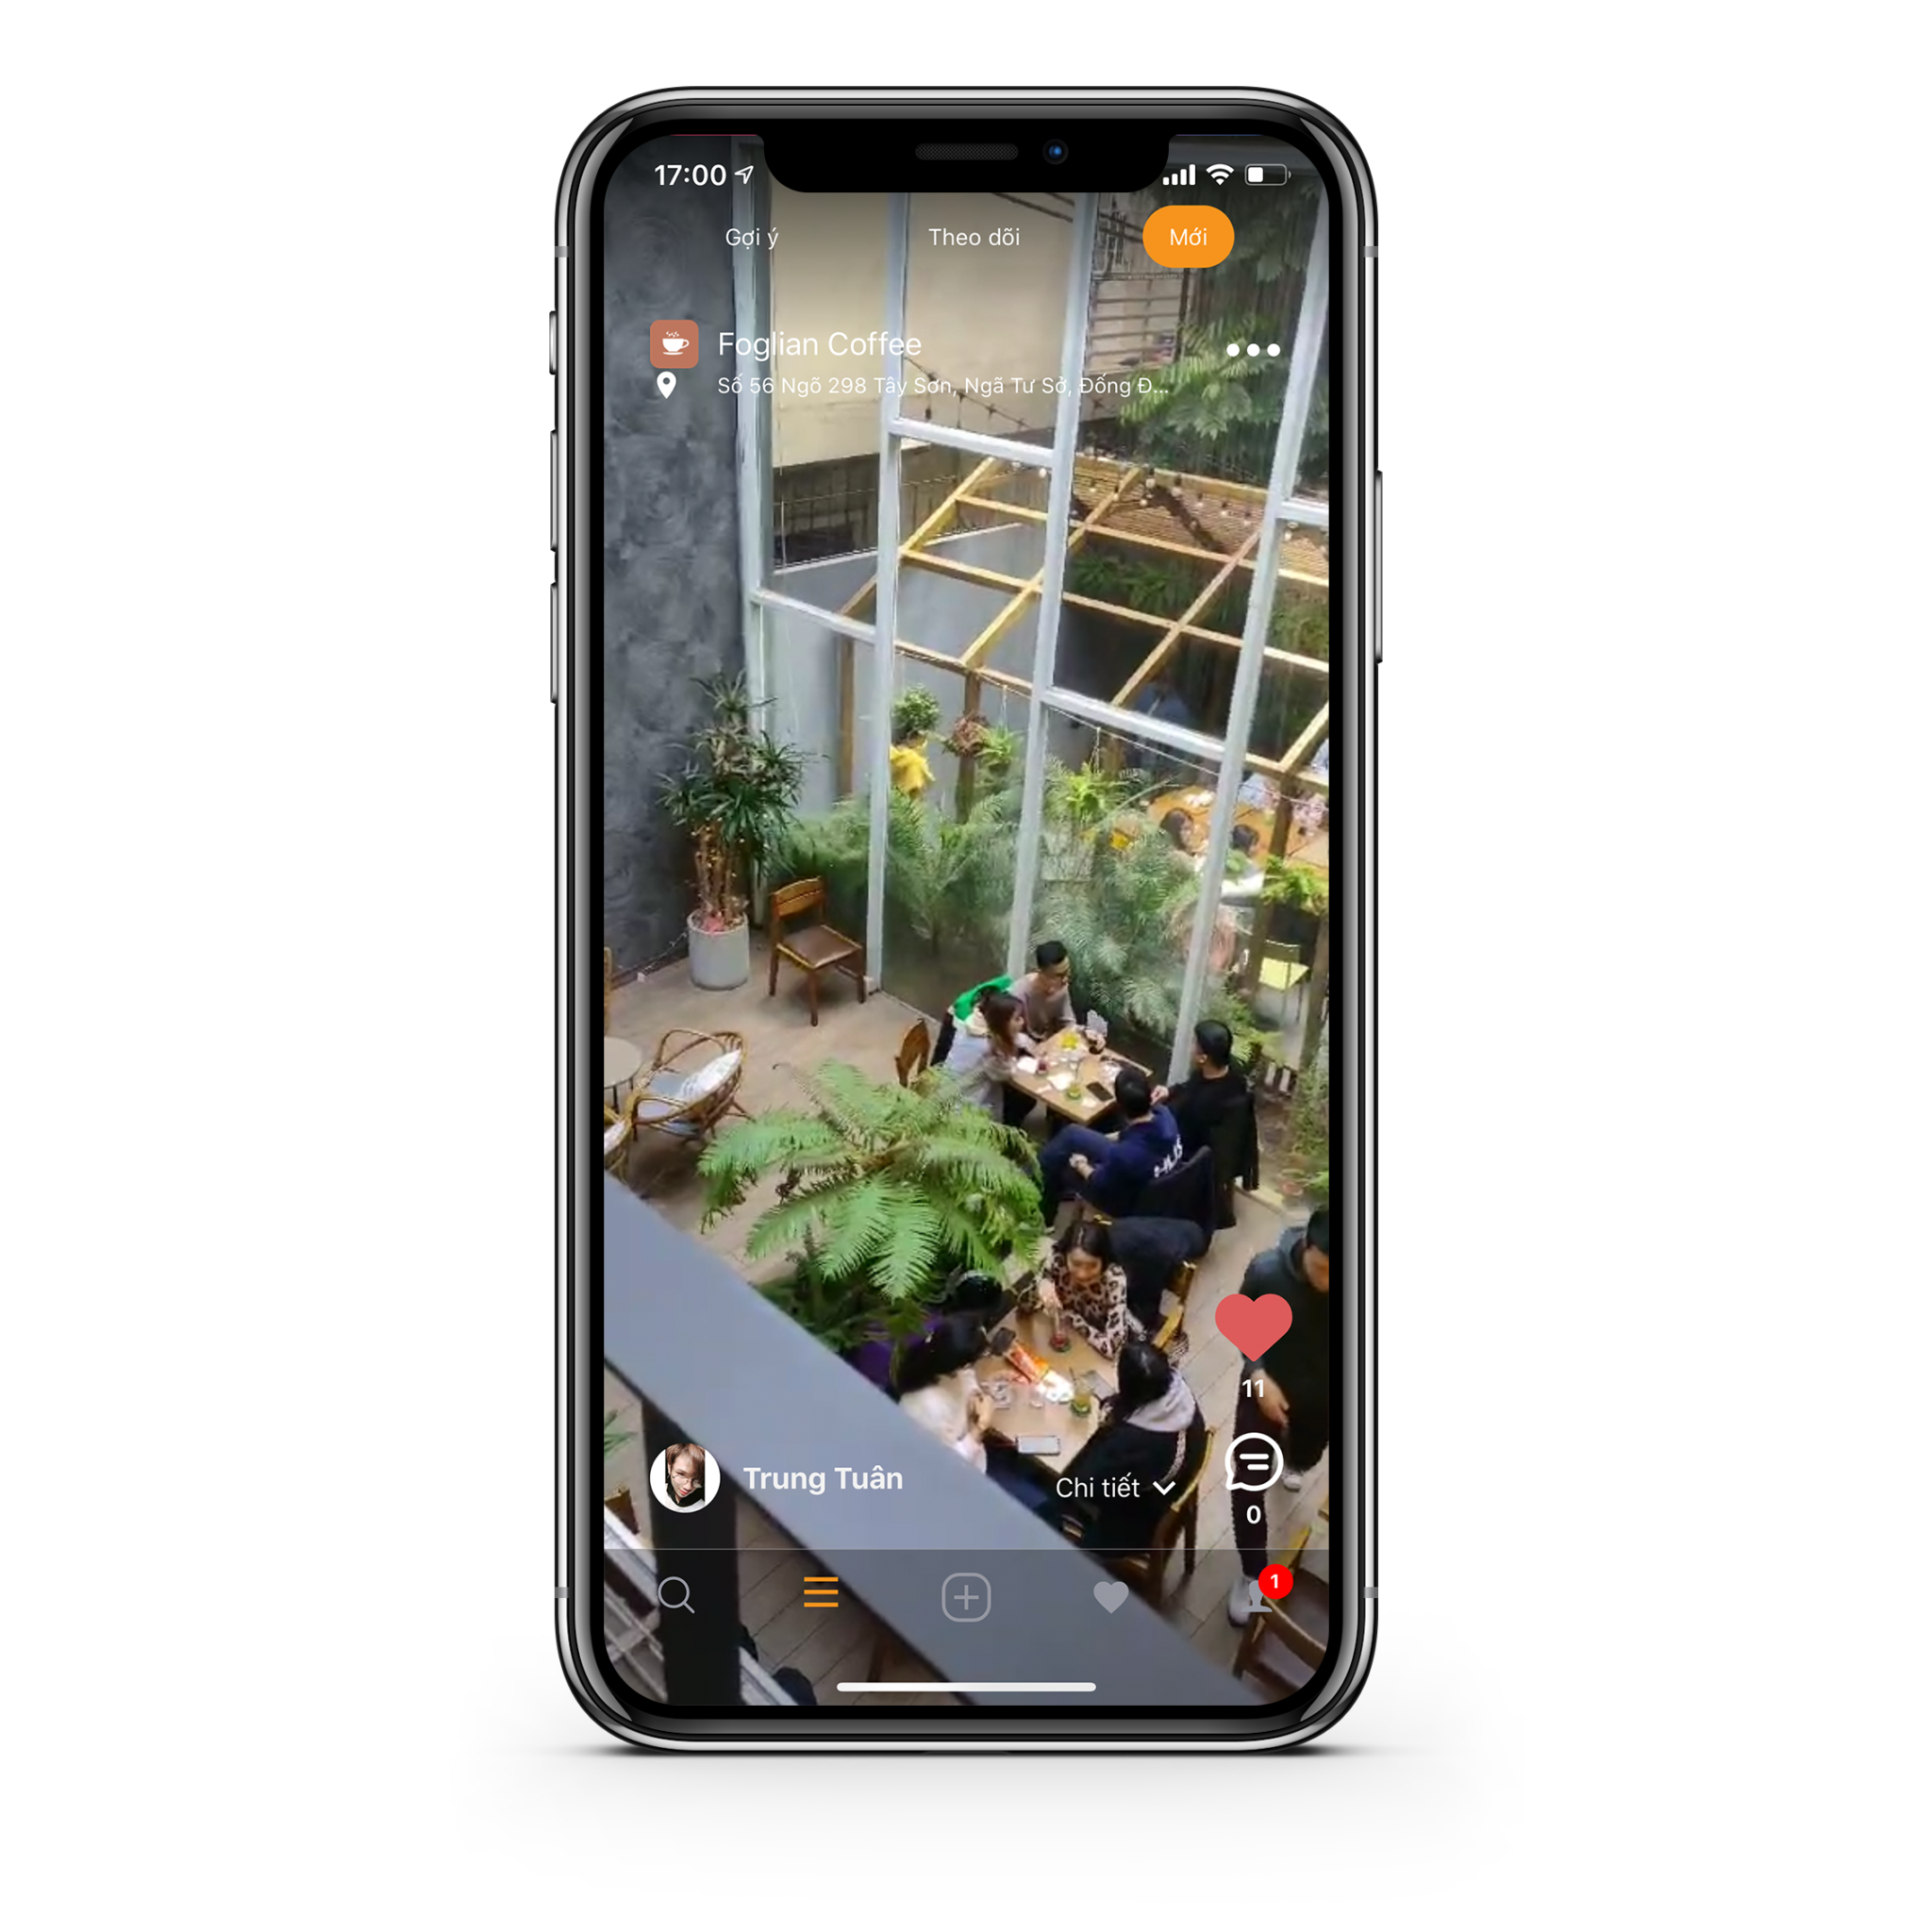 17:00
Gợi ý Theo dõi Mới
Foglian Coffee
Số 56 Ngõ 298 Tây Sơn, Ngã Tư Sở, Đống Đ...
11
Trung Tuân
Chi tiết
0
1